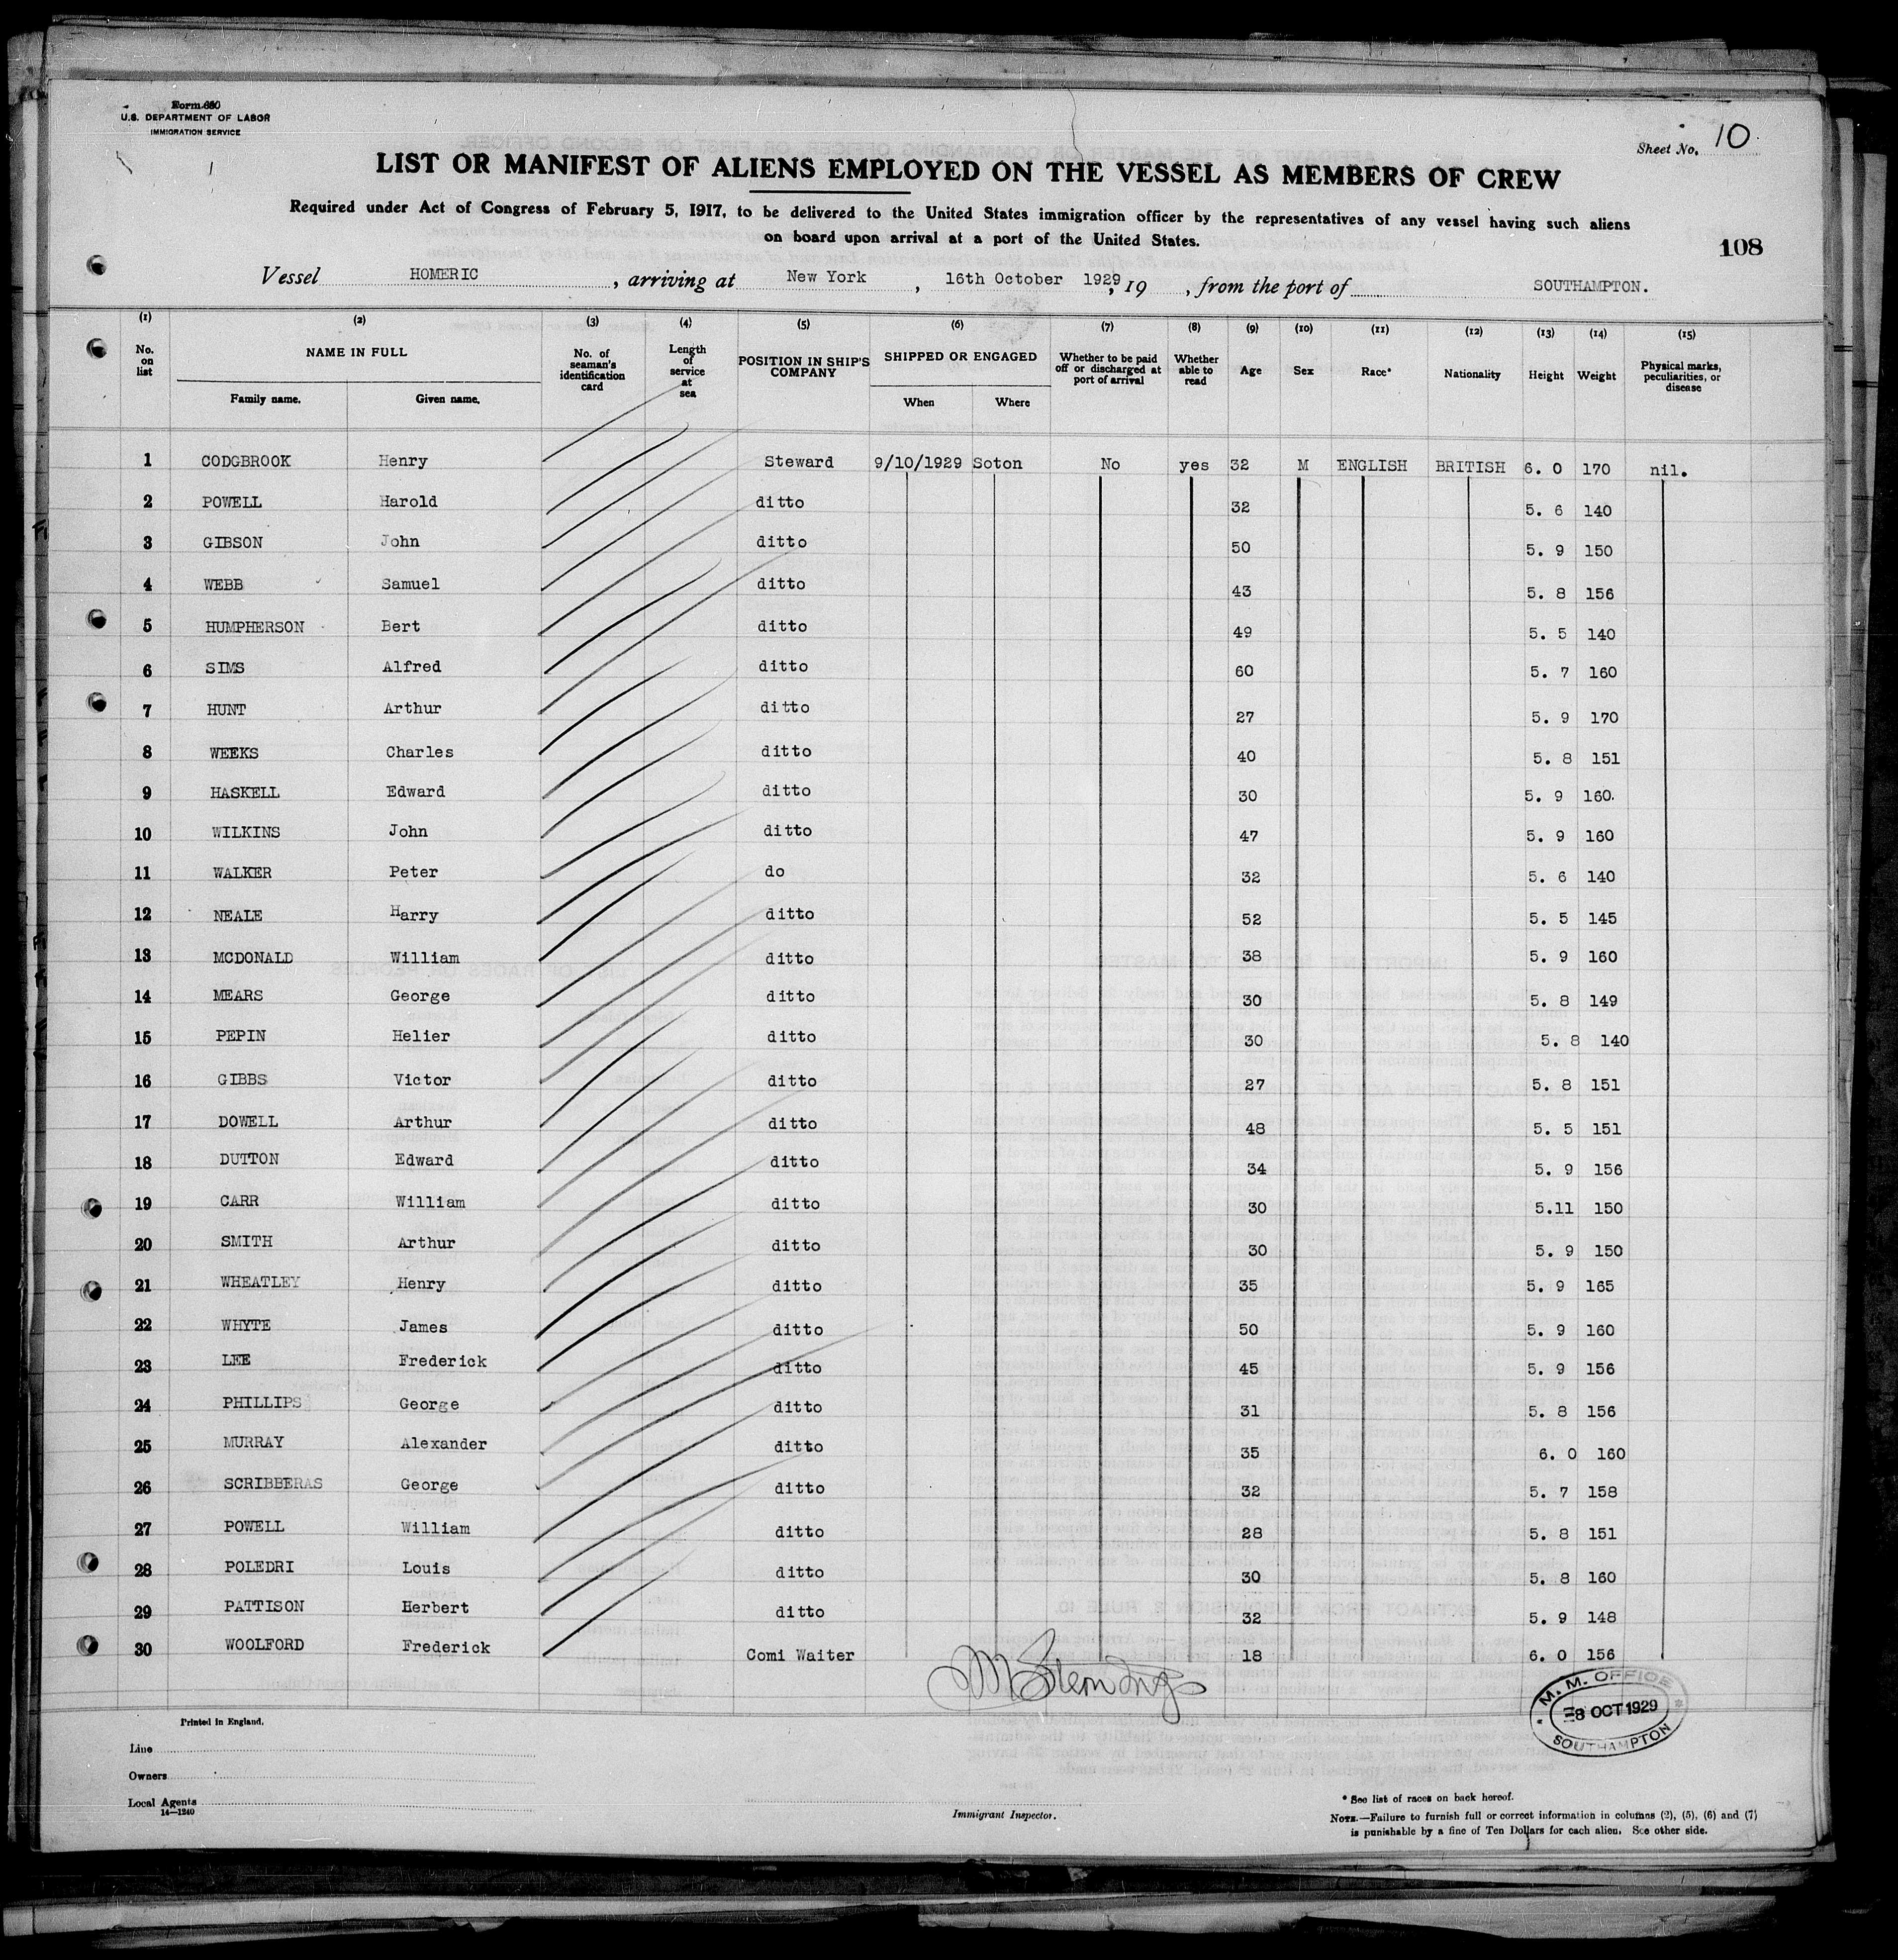 Form 680
U.S. DEPARTMENT OF LABOR
IMMIGRATION SERVICE
Sheet No. 10
LIST OR MANIFEST OF ALIENS EMPLOYED ON THE VESSEL AS MEMBERS OF CREW
Required under Act of Congress of February 5, 1917, to be delivered to the United States immigration officer by the representatives of any vessel having such aliens
on board upon arrival at a port of the United States.
108
Vessel HOMERIC, arriving at New York, 16th October 1929, 19 , from the port of SOUTHAMPTON.
(1) (2) (3) (4) (5) (6) (7) (8) (9) (10) (11) (12) (13) (14) (15)
No. on list NAME IN FULL Family name. Given name. No. of seaman's identification card Length of service at sea POSITION IN SHIP'S COMPANY SHIPPED OR ENGAGED When Where Whether to be paid off or discharged at port of arrival Whether able to read Age Sex Race* Nationality Height Weight Physical marks, peculiarities, or disease
1 CODGBROOK Henry Steward 9/10/1929 Soton No yes 32 M ENGLISH BRITISH 6. 0 170 nil.
2 POWELL Harold ditto 32 5. 6 140
3 GIBSON John ditto 50 5. 9 150
4 WEBB Samuel ditto 43 5. 8 156
5 HUMPHERSON Bert ditto 49 5. 5 140
6 SIMS Alfred ditto 60 5. 7 160
7 HUNT Arthur ditto 27 5. 9 170
8 WEEKS Charles ditto 40 5. 8 151
9 HASKELL Edward ditto 30 5. 9 160.
10 WILKINS John ditto 47 5. 9 160
11 WALKER Peter do 32 5. 6 140
12 NEALE Harry ditto 52 5. 5 145
13 MCDONALD William ditto 38 5. 9 160
14 MEARS George ditto 30 5. 8 149
15 PEPIN Helier ditto 30 5. 8 140
16 GIBBS Victor ditto 27 5. 8 151
17 DOWELL Arthur ditto 48 5. 5 151
18 DUTTON Edward ditto 34 5. 9 156
19 CARR William ditto 30 5.11 150
20 SMITH Arthur ditto 30 5. 9 150
21 WHEATLEY Henry ditto 35 5. 9 165
22 WHYTE James ditto 50 5. 9 160
23 LEE Frederick ditto 45 5. 9 156
24 PHILLIPS George ditto 31 5. 8 156
25 MURRAY Alexander ditto 35 6. 0 160
26 SCRIBBERAS George ditto 32 5. 7 158
27 POWELL William ditto 28 5. 8 151
28 POLEDRI Louis ditto 30 5. 8 160
29 PATTISON Herbert ditto 32 5. 9 148
30 WOOLFORD Frederick Comi Waiter 18 6. 0 156
M. M. OFFICE
8 OCT 1929
SOUTHAMPTON
Printed in England.
Line
Owners
Local Agents
14—1240
Immigrant Inspector.
* See list of races on back hereof.
NOTE.—Failure to furnish full or correct information in columns (2), (5), (6) and (7)
is punishable by a fine of Ten Dollars for each alien. See other side.